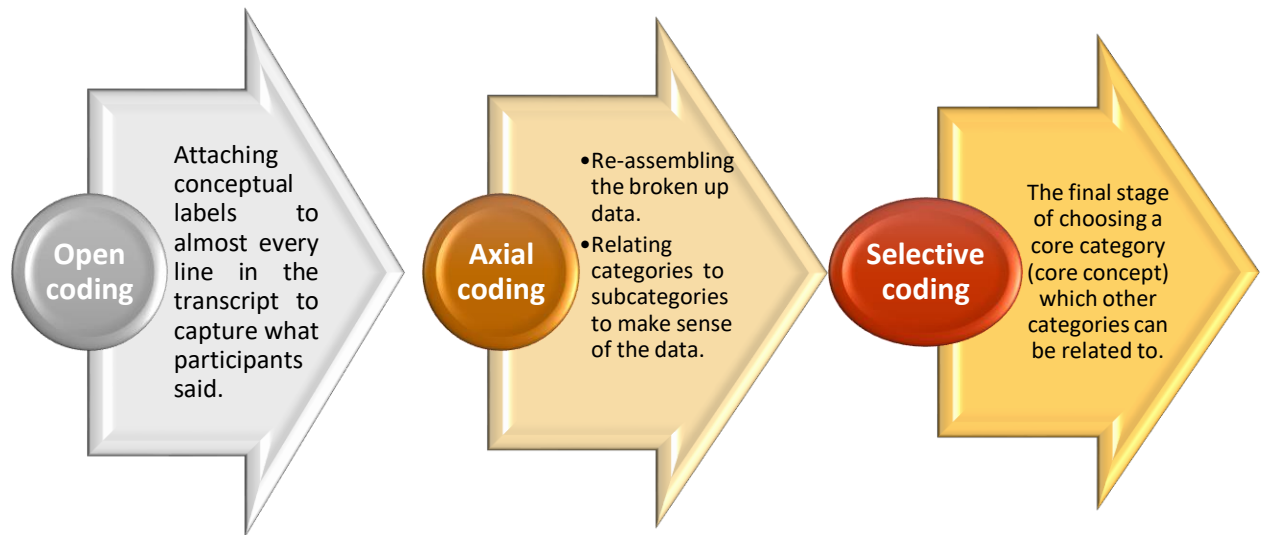 Open
coding
Attaching
conceptual
labels to
almost every
line in the
transcript to
capture what
participants
said.
Axial
coding
•Re-assembling
the broken up
data.
•Relating
categories to
subcategories
to make sense
of the data.
Selective
coding
The final stage
of choosing a
core category
(core concept)
which other
categories can
be related to.